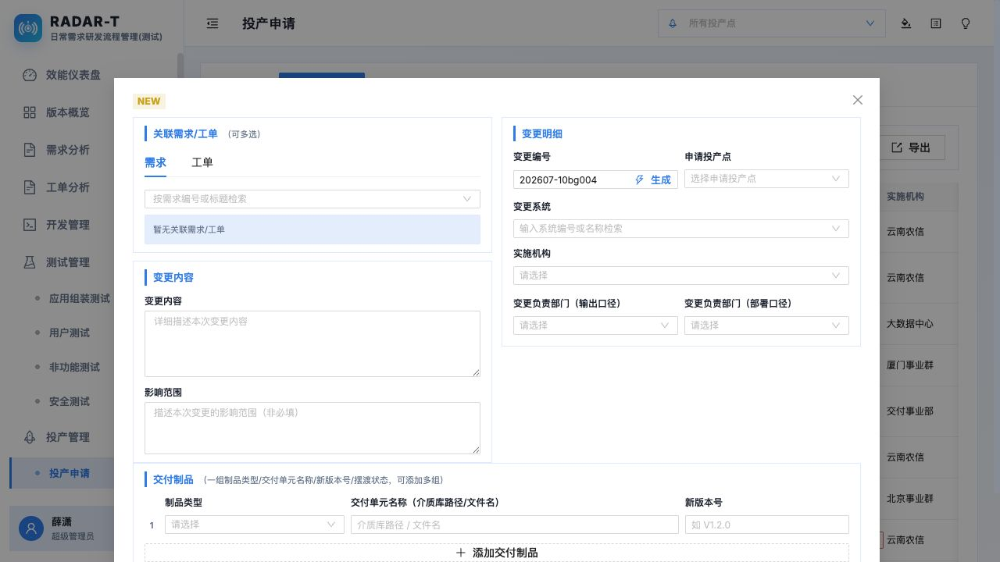 RADAR-T
日常需求研发流程管理(测试)
投产申请
所有投产点
效能仪表盘
版本概览
需求分析
工单分析
开发管理
测试管理
应用组装测试
用户测试
非功能测试
安全测试
投产管理
投产申请
薛潇
超级管理员
NEW
关联需求/工单 （可多选）
需求 工单
按需求编号或标题检索
暂无关联需求/工单
变更内容
变更内容
详细描述本次变更内容
影响范围
描述本次变更的影响范围（非必填）
变更明细
变更编号 申请投产点
202607-10bg004 生成 选择申请投产点
变更系统
输入系统编号或名称检索
实施机构
请选择
变更负责部门（输出口径） 变更负责部门（部署口径）
请选择 请选择
交付制品 （一组制品类型/交付单元名称/新版本号/摆渡状态，可添加多组）
制品类型 交付单元名称（介质库路径/文件名） 新版本号
1 请选择 介质库路径 / 文件名 如 V1.2.0
添加交付制品
导出
实施机构
云南农信
云南农信
大数据中心
厦门事业群
交付事业部
云南农信
北京事业群
云南农信